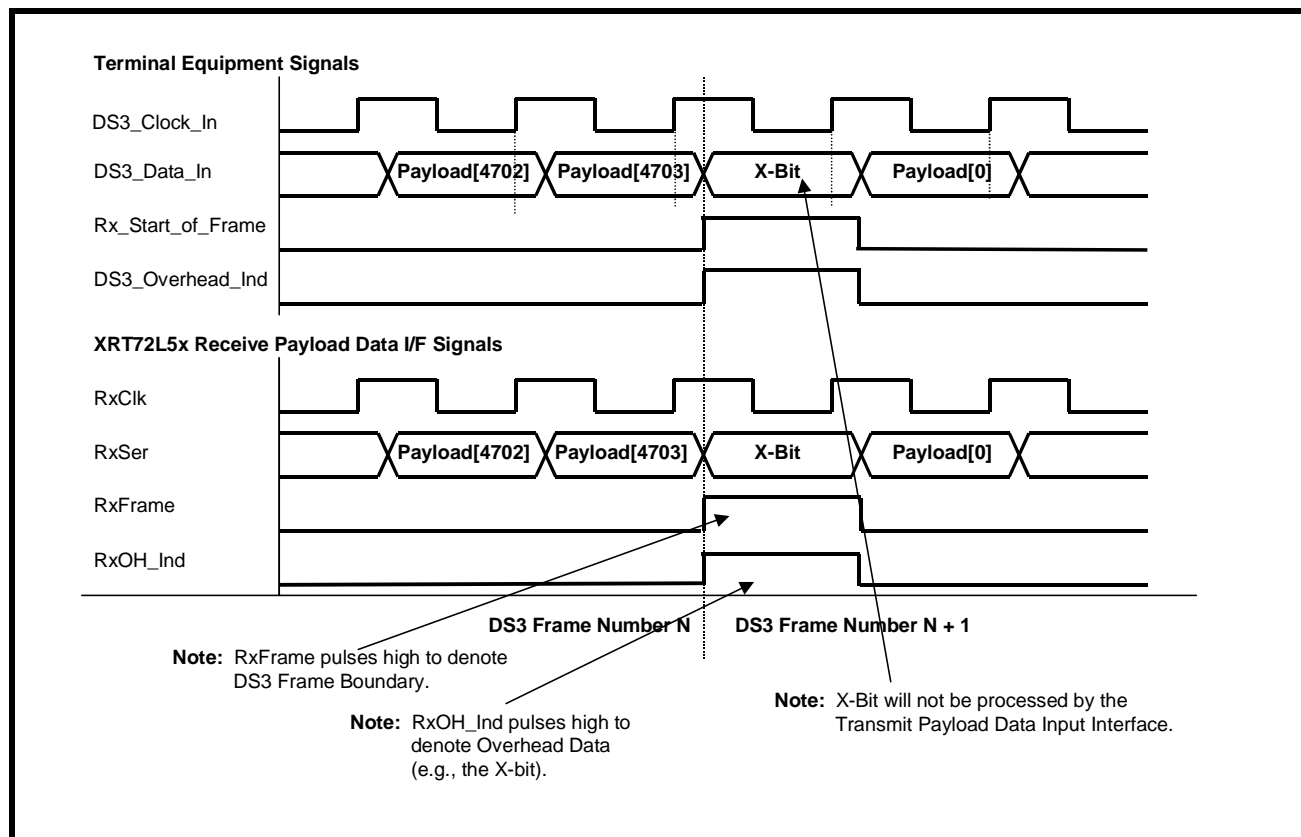 Terminal Equipment Signals
DS3_Clock_In
DS3_Data_In
Payload[4702] Payload[4703] X-Bit Payload[0]
Rx_Start_of_Frame
DS3_Overhead_Ind
XRT72L5x Receive Payload Data I/F Signals
RxClk
RxSer
Payload[4702] Payload[4703] X-Bit Payload[0]
RxFrame
RxOH_Ind
DS3 Frame Number N DS3 Frame Number N + 1
Note: RxFrame pulses high to denote
DS3 Frame Boundary.
Note: RxOH_Ind pulses high to
denote Overhead Data
(e.g., the X-bit).
Note: X-Bit will not be processed by the
Transmit Payload Data Input Interface.